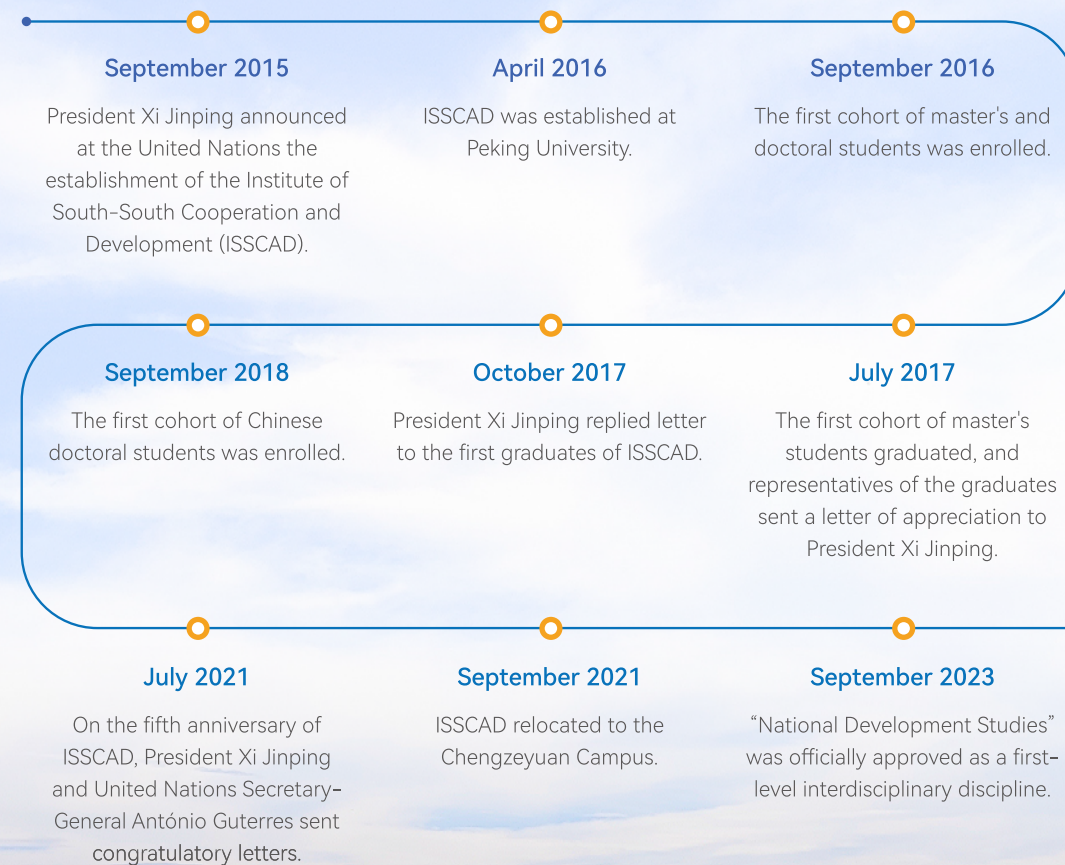 September 2015
President Xi Jinping announced
at the United Nations the
establishment of the Institute of
South-South Cooperation and
Development (ISSCAD).
April 2016
ISSCAD was established at
Peking University.
September 2016
The first cohort of master's and
doctoral students was enrolled.
July 2017
The first cohort of master's
students graduated, and
representatives of the graduates
sent a letter of appreciation to
President Xi Jinping.
October 2017
President Xi Jinping replied letter
to the first graduates of ISSCAD.
September 2018
The first cohort of Chinese
doctoral students was enrolled.
July 2021
On the fifth anniversary of
ISSCAD, President Xi Jinping
and United Nations Secretary-
General António Guterres sent
congratulatory letters.
September 2021
ISSCAD relocated to the
Chengzeyuan Campus.
September 2023
“National Development Studies”
was officially approved as a first-
level interdisciplinary discipline.